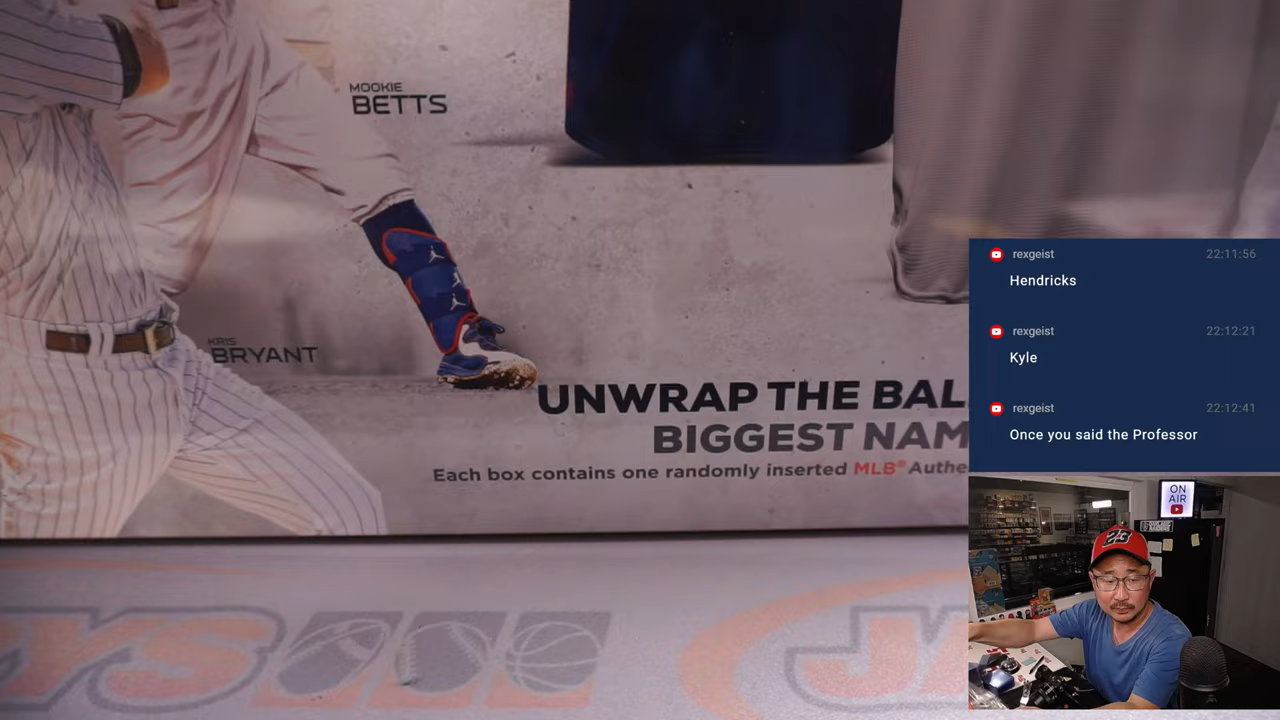 MOOKIE
BETTS
KRIS
BRYANT
UNWRAP THE BAL
BIGGEST NAM
Each box contains one randomly inserted MLB® Authe
rexgeist 22:11:56
Hendricks
rexgeist 22:12:21
Kyle
rexgeist 22:12:41
Once you said the Professor
ON
AIR
23
YS
J